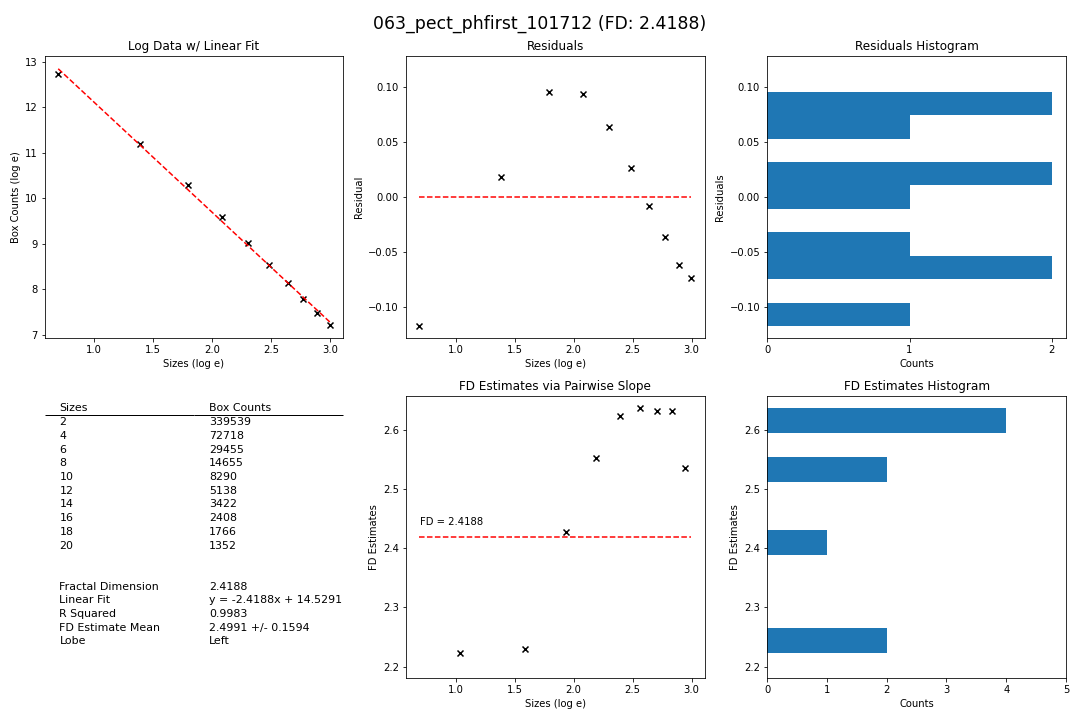 063_pect_phfirst_101712 (FD: 2.4188)
Log Data w/ Linear Fit
Box Counts (log e)
13
12
11
10
9
8
7
1.0 1.5 2.0 2.5 3.0
Sizes (log e)
Residuals
Residual
0.10
0.05
0.00
−0.05
−0.10
1.0 1.5 2.0 2.5 3.0
Sizes (log e)
Residuals Histogram
Residuals
0.10
0.05
0.00
−0.05
−0.10
0 1 2
Counts
Sizes Box Counts
2 339539
4 72718
6 29455
8 14655
10 8290
12 5138
14 3422
16 2408
18 1766
20 1352
Fractal Dimension 2.4188
Linear Fit y = -2.4188x + 14.5291
R Squared 0.9983
FD Estimate Mean 2.4991 +/- 0.1594
Lobe Left
FD Estimates via Pairwise Slope
FD Estimates
2.6
2.5
2.4
2.3
2.2
FD = 2.4188
1.0 1.5 2.0 2.5 3.0
Sizes (log e)
FD Estimates Histogram
FD Estimates
2.6
2.5
2.4
2.3
2.2
0 1 2 3 4 5
Counts